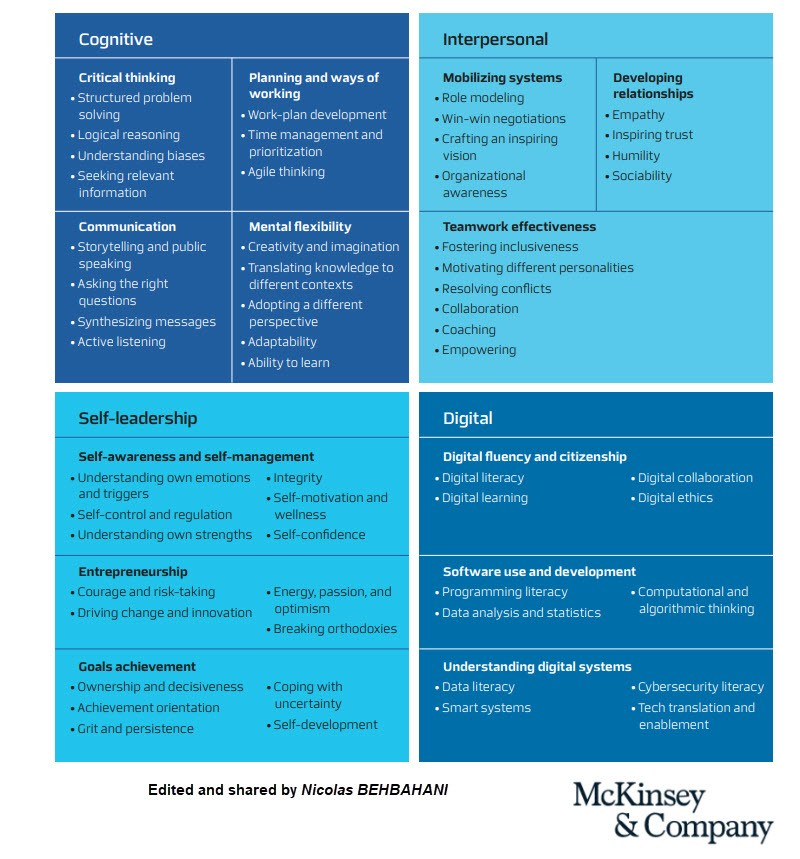 Cognitive
Critical thinking
• Structured problem
solving
• Logical reasoning
• Understanding biases
• Seeking relevant
information
Planning and ways of
working
• Work-plan development
• Time management and
prioritization
• Agile thinking
Communication
• Storytelling and public
speaking
• Asking the right
questions
• Synthesizing messages
• Active listening
Mental flexibility
• Creativity and imagination
• Translating knowledge to
different contexts
• Adopting a different
perspective
• Adaptability
• Ability to learn
Interpersonal
Mobilizing systems
• Role modeling
• Win-win negotiations
• Crafting an inspiring
vision
• Organizational
awareness
Developing
relationships
• Empathy
• Inspiring trust
• Humility
• Sociability
Teamwork effectiveness
• Fostering inclusiveness
• Motivating different personalities
• Resolving conflicts
• Collaboration
• Coaching
• Empowering
Self-leadership
Self-awareness and self-management
• Understanding own emotions
and triggers
• Self-control and regulation
• Understanding own strengths
• Integrity
• Self-motivation and
wellness
• Self-confidence
Entrepreneurship
• Courage and risk-taking
• Driving change and innovation
• Energy, passion, and
optimism
• Breaking orthodoxies
Goals achievement
• Ownership and decisiveness
• Achievement orientation
• Grit and persistence
• Coping with
uncertainty
• Self-development
Digital
Digital fluency and citizenship
• Digital literacy
• Digital learning
• Digital collaboration
• Digital ethics
Software use and development
• Programming literacy
• Data analysis and statistics
• Computational and
algorithmic thinking
Understanding digital systems
• Data literacy
• Smart systems
• Cybersecurity literacy
• Tech translation and
enablement
Edited and shared by Nicolas BEHBAHANI
McKinsey
& Company